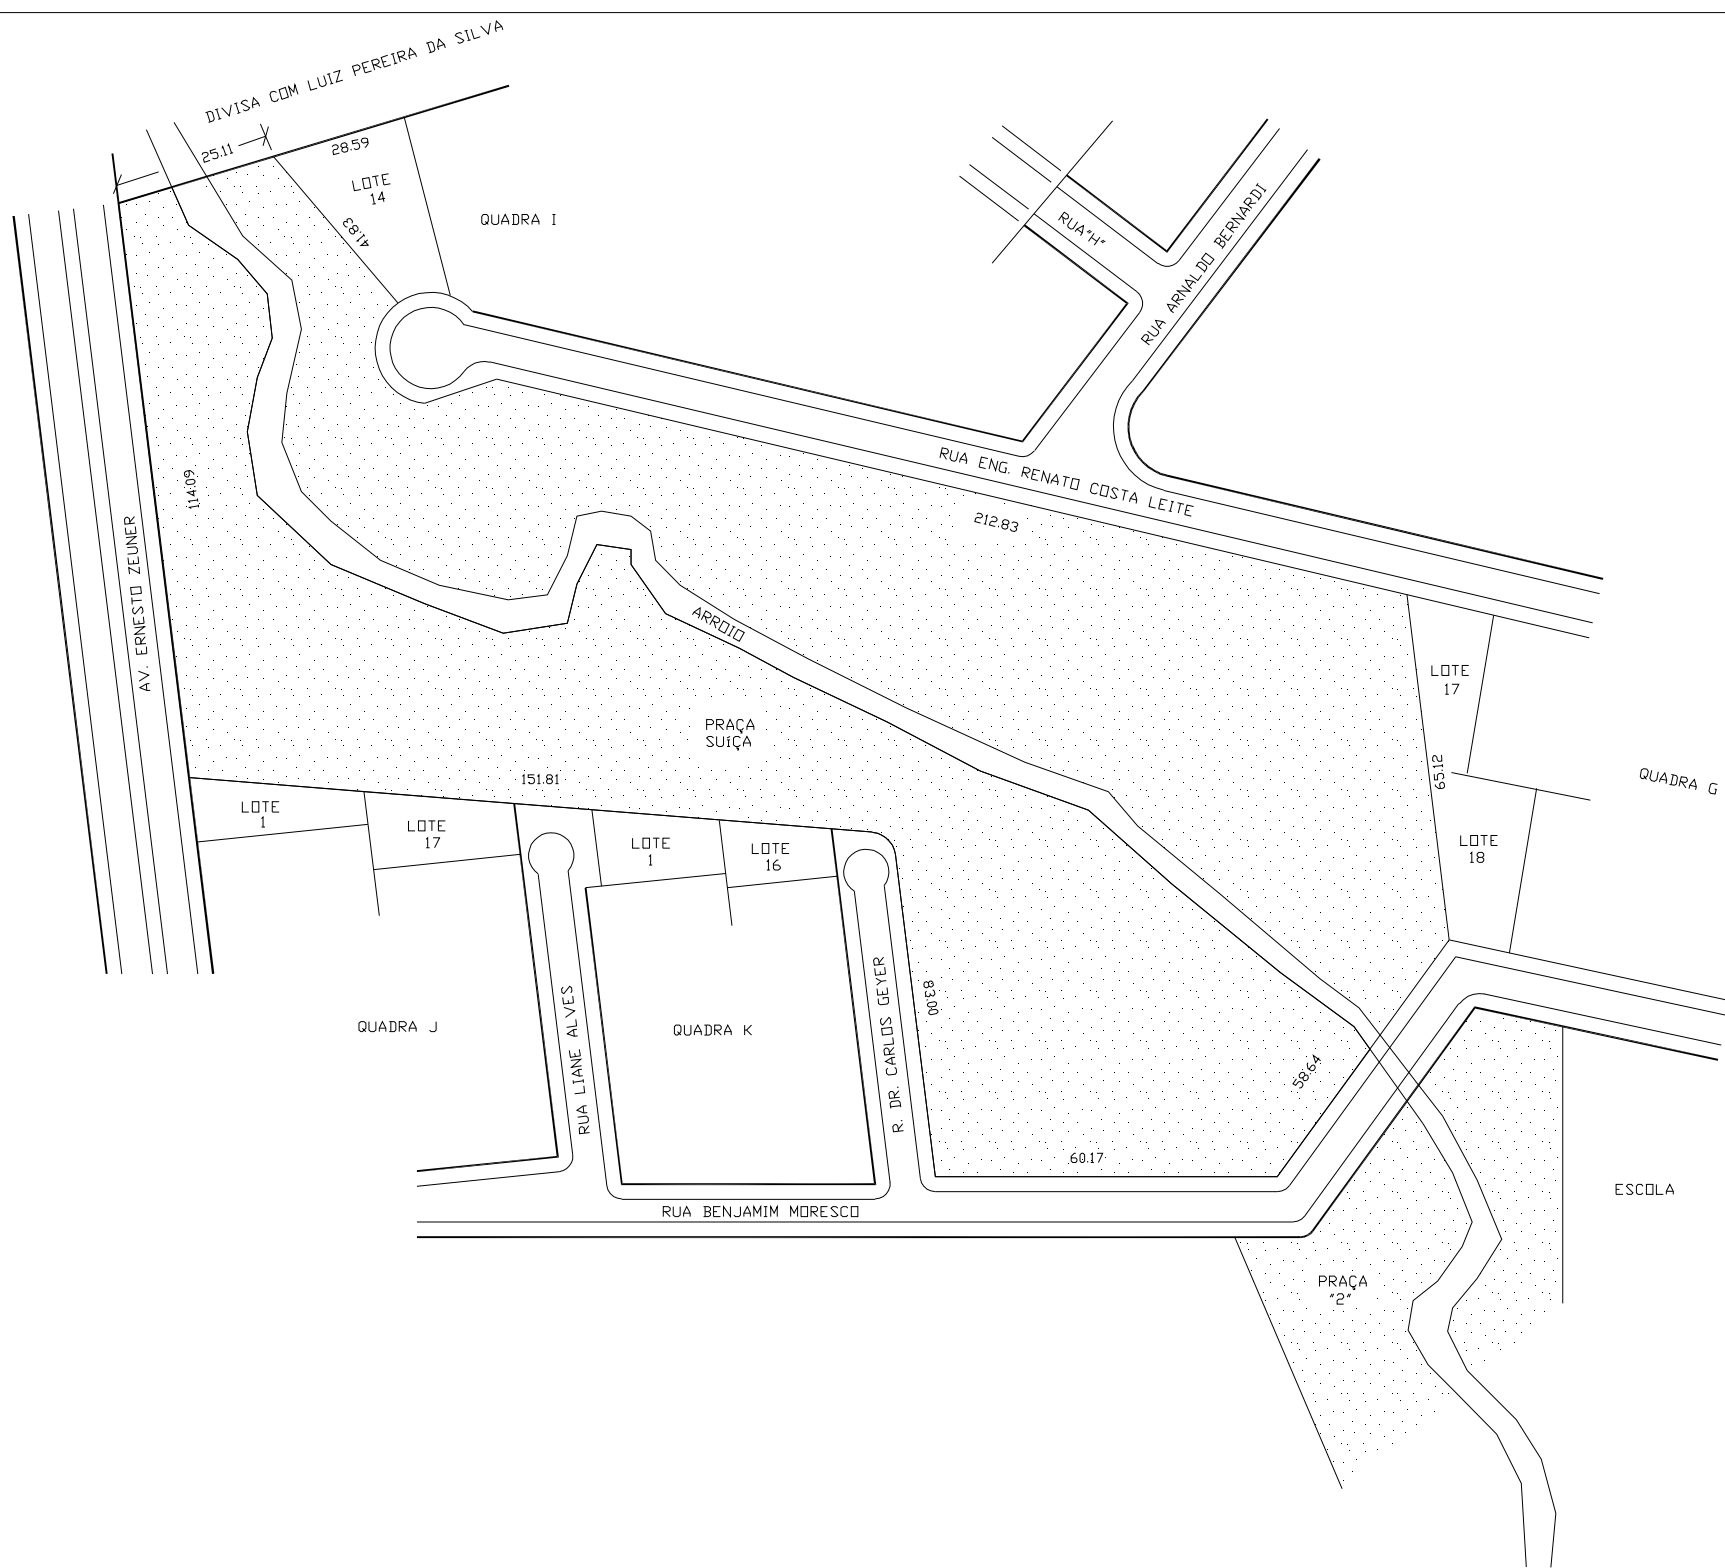 DIVISA COM LUIZ PEREIRA DA SILVA
25.11
28.59
LOTE
14
41.83
QUADRA I
RUA"H"
RUA ARNALDO BERNARDI
RUA ENG. RENATO COSTA LEITE
212.83
114.09
AV. ERNESTO ZEUNER
ARROIO
PRAÇA
SUíÇA
151.81
LOTE
17
65.12
QUADRA G
LOTE
18
LOTE
1
LOTE
17
LOTE
1
LOTE
16
QUADRA J
RUA LIANE ALVES
QUADRA K
R. DR. CARLOS GEYER
83.00
58.64
60.17
RUA BENJAMIM MORESCO
ESCOLA
PRAÇA
"2"